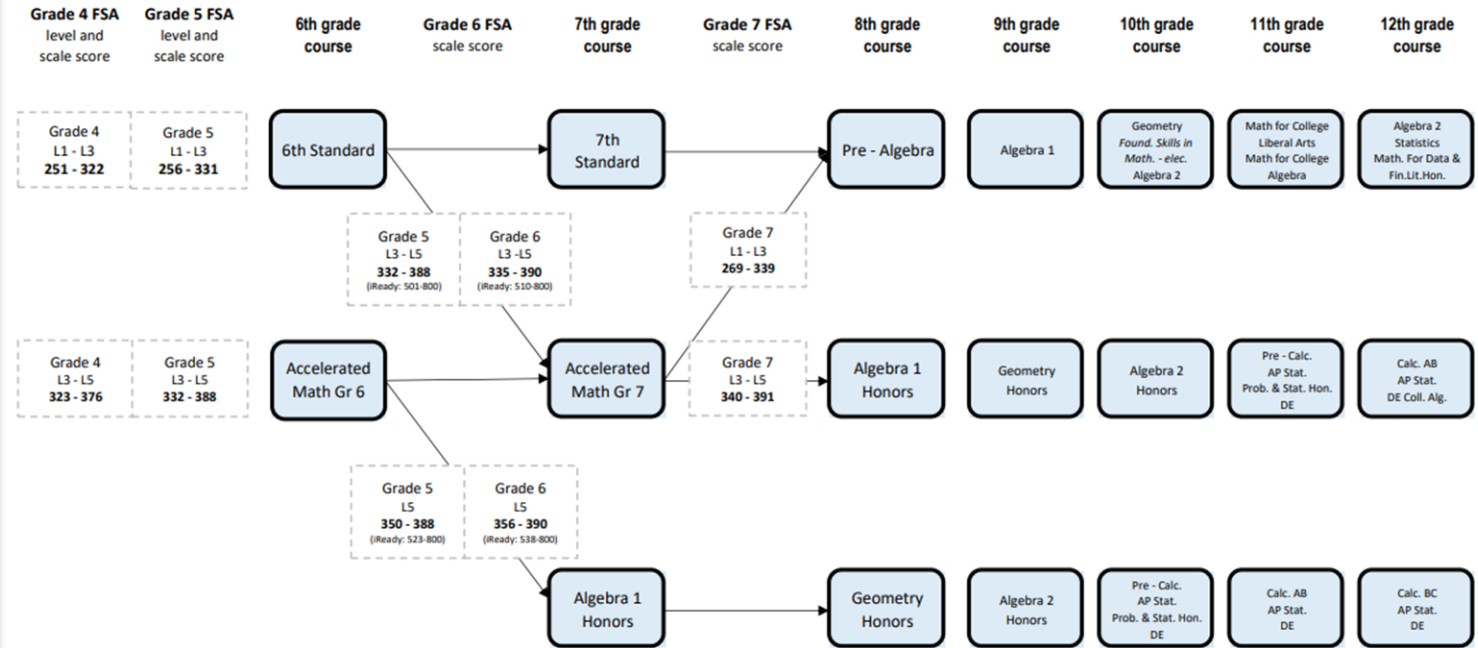 Grade 4 FSA
level and
scale score
Grade 5 FSA
level and
scale score
6th grade
course
Grade 6 FSA
scale score
7th grade
course
Grade 7 FSA
scale score
8th grade
course
9th grade
course
10th grade
course
11th grade
course
12th grade
course
Grade 4
L1 - L3
251 - 322
Grade 5
L1 - L3
256 - 331
6th Standard
7th
Standard
Pre - Algebra
Algebra 1
Geometry
Found. Skills in
Math. - elec.
Algebra 2
Math for College
Liberal Arts
Math for College
Algebra
Algebra 2
Statistics
Math. For Data &
Fin.Lit.Hon.
Grade 5
L3 - L5
332 - 388
(iReady: 501-800)
Grade 6
L3 -L5
335 - 390
(iReady: 510-800)
Grade 7
L1 - L3
269 - 339
Grade 4
L3 - L5
323 - 376
Grade 5
L3 - L5
332 - 388
Accelerated
Math Gr 6
Accelerated
Math Gr 7
Grade 7
L3 - L5
340 - 391
Algebra 1
Honors
Geometry
Honors
Algebra 2
Honors
Pre - Calc.
AP Stat.
Prob. & Stat. Hon.
DE
Calc. AB
AP Stat.
DE Coll. Alg.
Grade 5
L5
350 - 388
(iReady: 523-800)
Grade 6
L5
356 - 390
(iReady: 538-800)
Algebra 1
Honors
Geometry
Honors
Algebra 2
Honors
Pre - Calc.
AP Stat.
Prob. & Stat. Hon.
DE
Calc. AB
AP Stat.
DE
Calc. BC
AP Stat.
DE